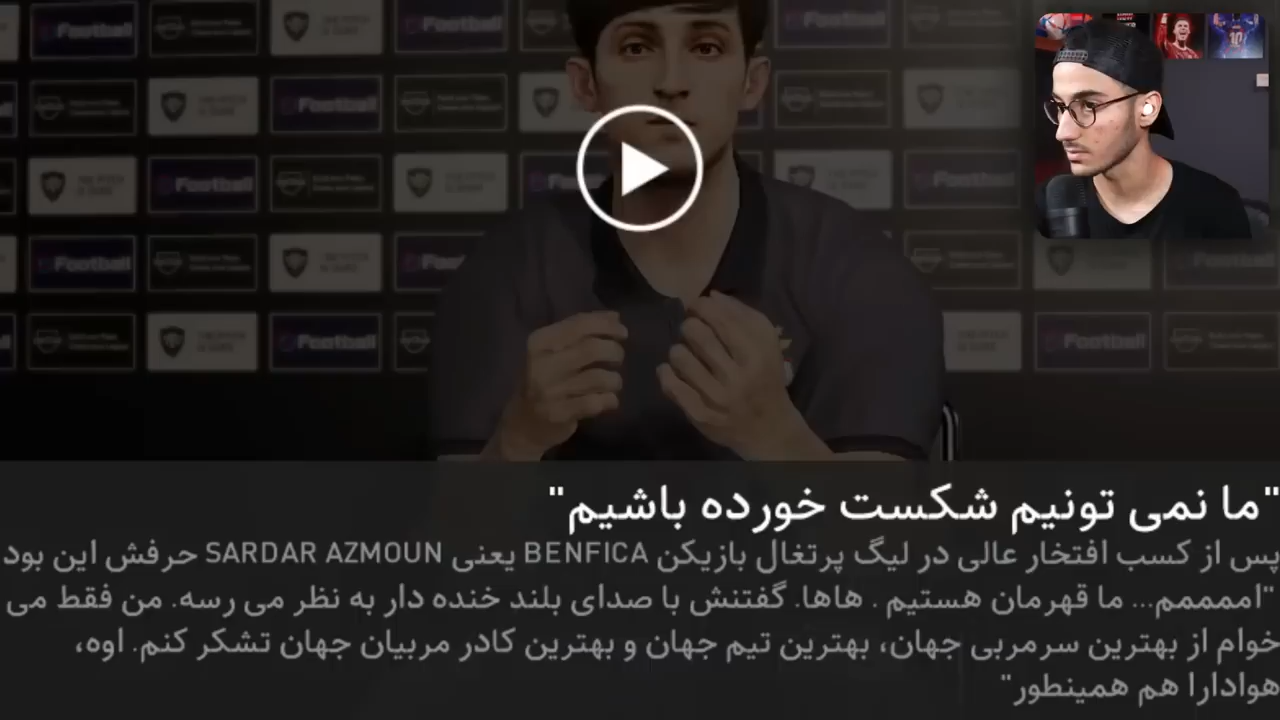 "ما نمی تونیم شکست خورده باشیم"
پس از کسب افتخار عالی در لیگ پرتغال بازیکن BENFICA یعنی SARDAR AZMOUN حرفش این بود
"اممممم... ما قهرمان هستیم . هاها. گفتنش با صدای بلند خنده دار به نظر می رسه. من فقط می
خوام از بهترین سرمربی جهان، بهترین تیم جهان و بهترین کادر مربیان جهان تشکر کنم. اوه،
هوادارا هم همینطور"